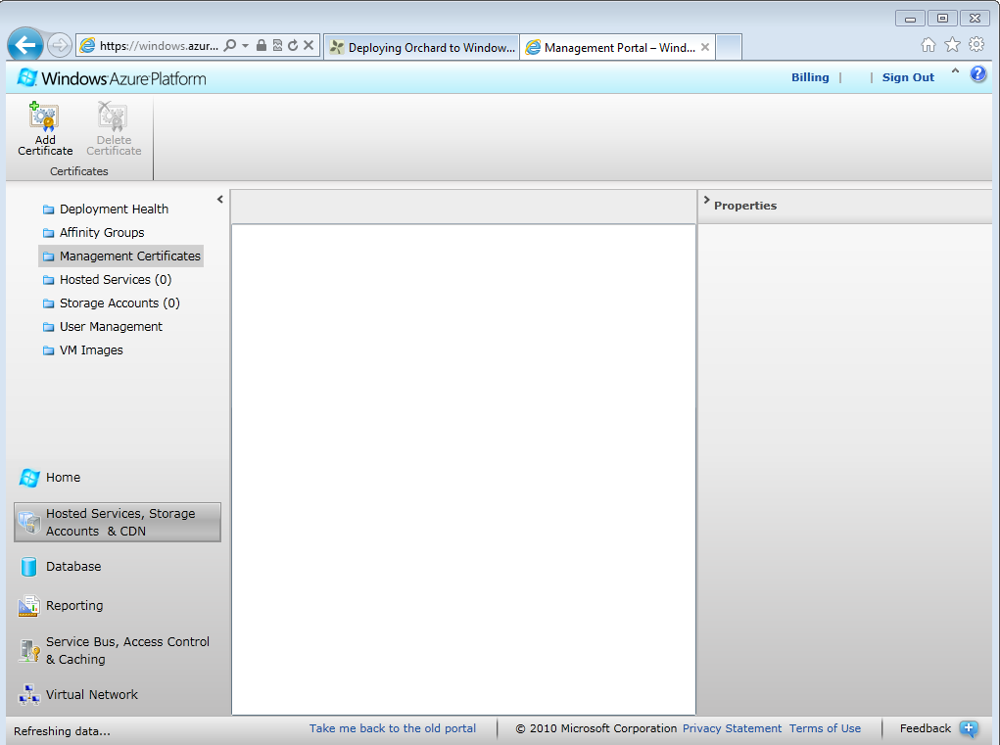 https://windows.azur...
Deploying Orchard to Window...
Management Portal – Wind...
Windows Azure Platform
Billing | | Sign Out
Add
Certificate
Delete
Certificate
Certificates
Deployment Health
Affinity Groups
Management Certificates
Hosted Services (0)
Storage Accounts (0)
User Management
VM Images
Properties
Home
Hosted Services, Storage
Accounts & CDN
Database
Reporting
Service Bus, Access Control
& Caching
Virtual Network
Refreshing data...
Take me back to the old portal
© 2010 Microsoft Corporation Privacy Statement Terms of Use
Feedback